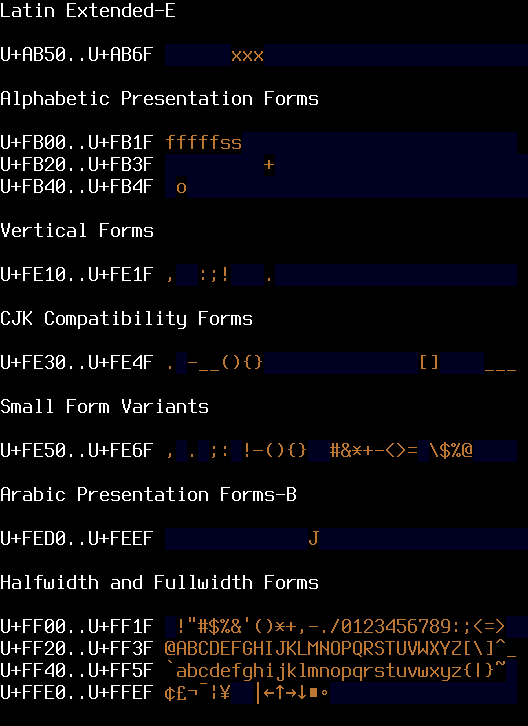 Latin Extended-E
U+AB50..U+AB6F       xxx
Alphabetic Presentation Forms
U+FB00..U+FB1F fffffss
U+FB20..U+FB3F          +
U+FB40..U+FB4F  o
Vertical Forms
U+FE10..U+FE1F ,  :;!   .
CJK Compatibility Forms
U+FE30..U+FE4F . -__(){}              []    ___
Small Form Variants
U+FE50..U+FE6F , . ;: !-(){}  #&*+-<>= \$%@
Arabic Presentation Forms-B
U+FED0..U+FEEF              J
Halfwidth and Fullwidth Forms
U+FF00..U+FF1F  !"#$%&'()*+,-./0123456789:;<=>
U+FF20..U+FF3F @ABCDEFGHIJKLMNOPQRSTUVWXYZ[\]^_
U+FF40..U+FF5F `abcdefghijklmnopqrstuvwxyz{|}~
U+FFE0..U+FFEF ¢£¬¯¦¥  │←↑→↓■◦